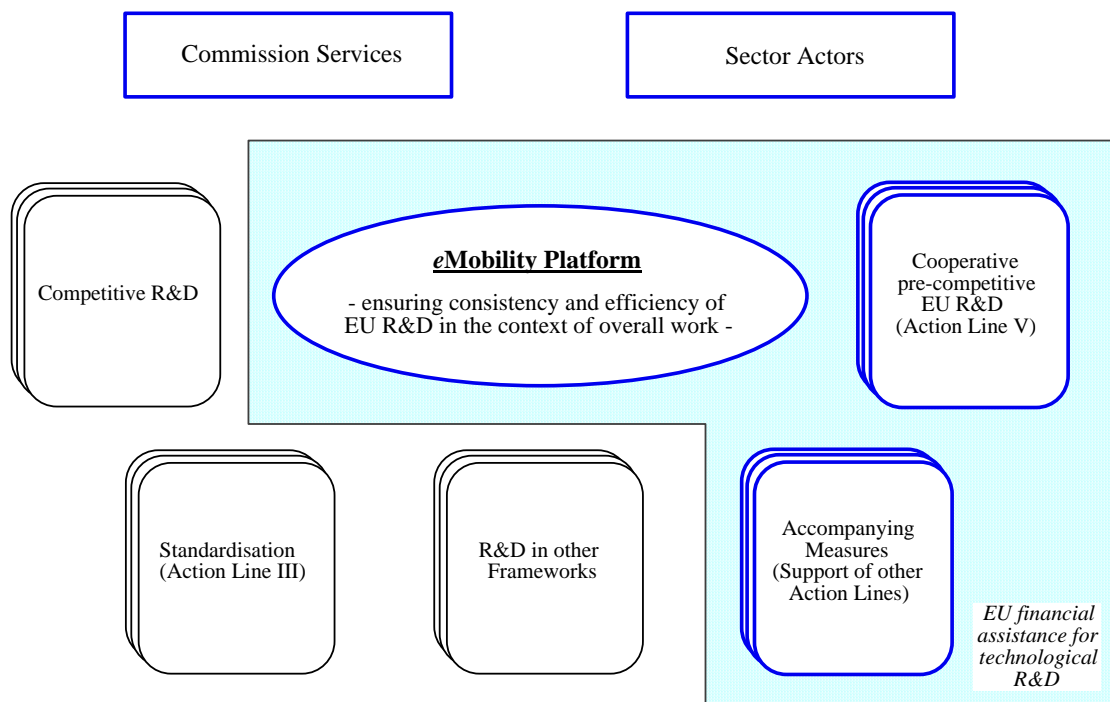 Commission Services
Sector Actors
Competitive R&D
eMobility Platform
- ensuring consistency and efficiency of
EU R&D in the context of overall work -
Cooperative
pre-competitive
EU R&D
(Action Line V)
Standardisation
(Action Line III)
R&D in other
Frameworks
Accompanying
Measures
(Support of other
Action Lines)
EU financial
assistance for
technological
R&D